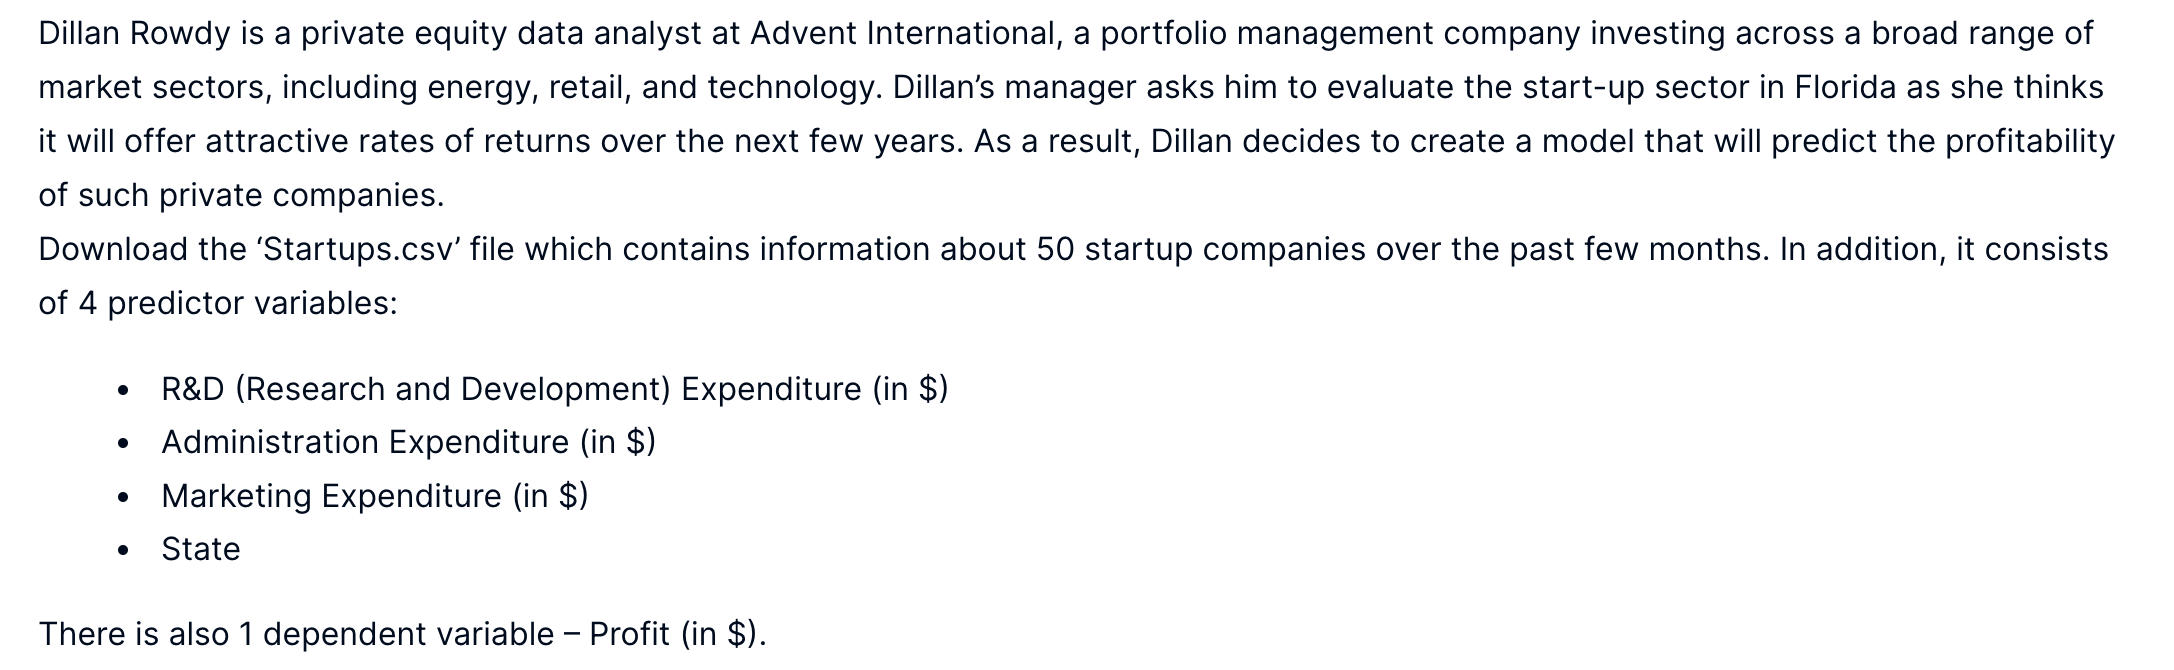 Dillan Rowdy is a private equity data analyst at Advent International, a portfolio management company investing across a broad range of
market sectors, including energy, retail, and technology. Dillan’s manager asks him to evaluate the start-up sector in Florida as she thinks
it will offer attractive rates of returns over the next few years. As a result, Dillan decides to create a model that will predict the profitability
of such private companies.
Download the ‘Startups.csv’ file which contains information about 50 startup companies over the past few months. In addition, it consists
of 4 predictor variables:
• R&D (Research and Development) Expenditure (in $)
• Administration Expenditure (in $)
• Marketing Expenditure (in $)
• State
There is also 1 dependent variable – Profit (in $).